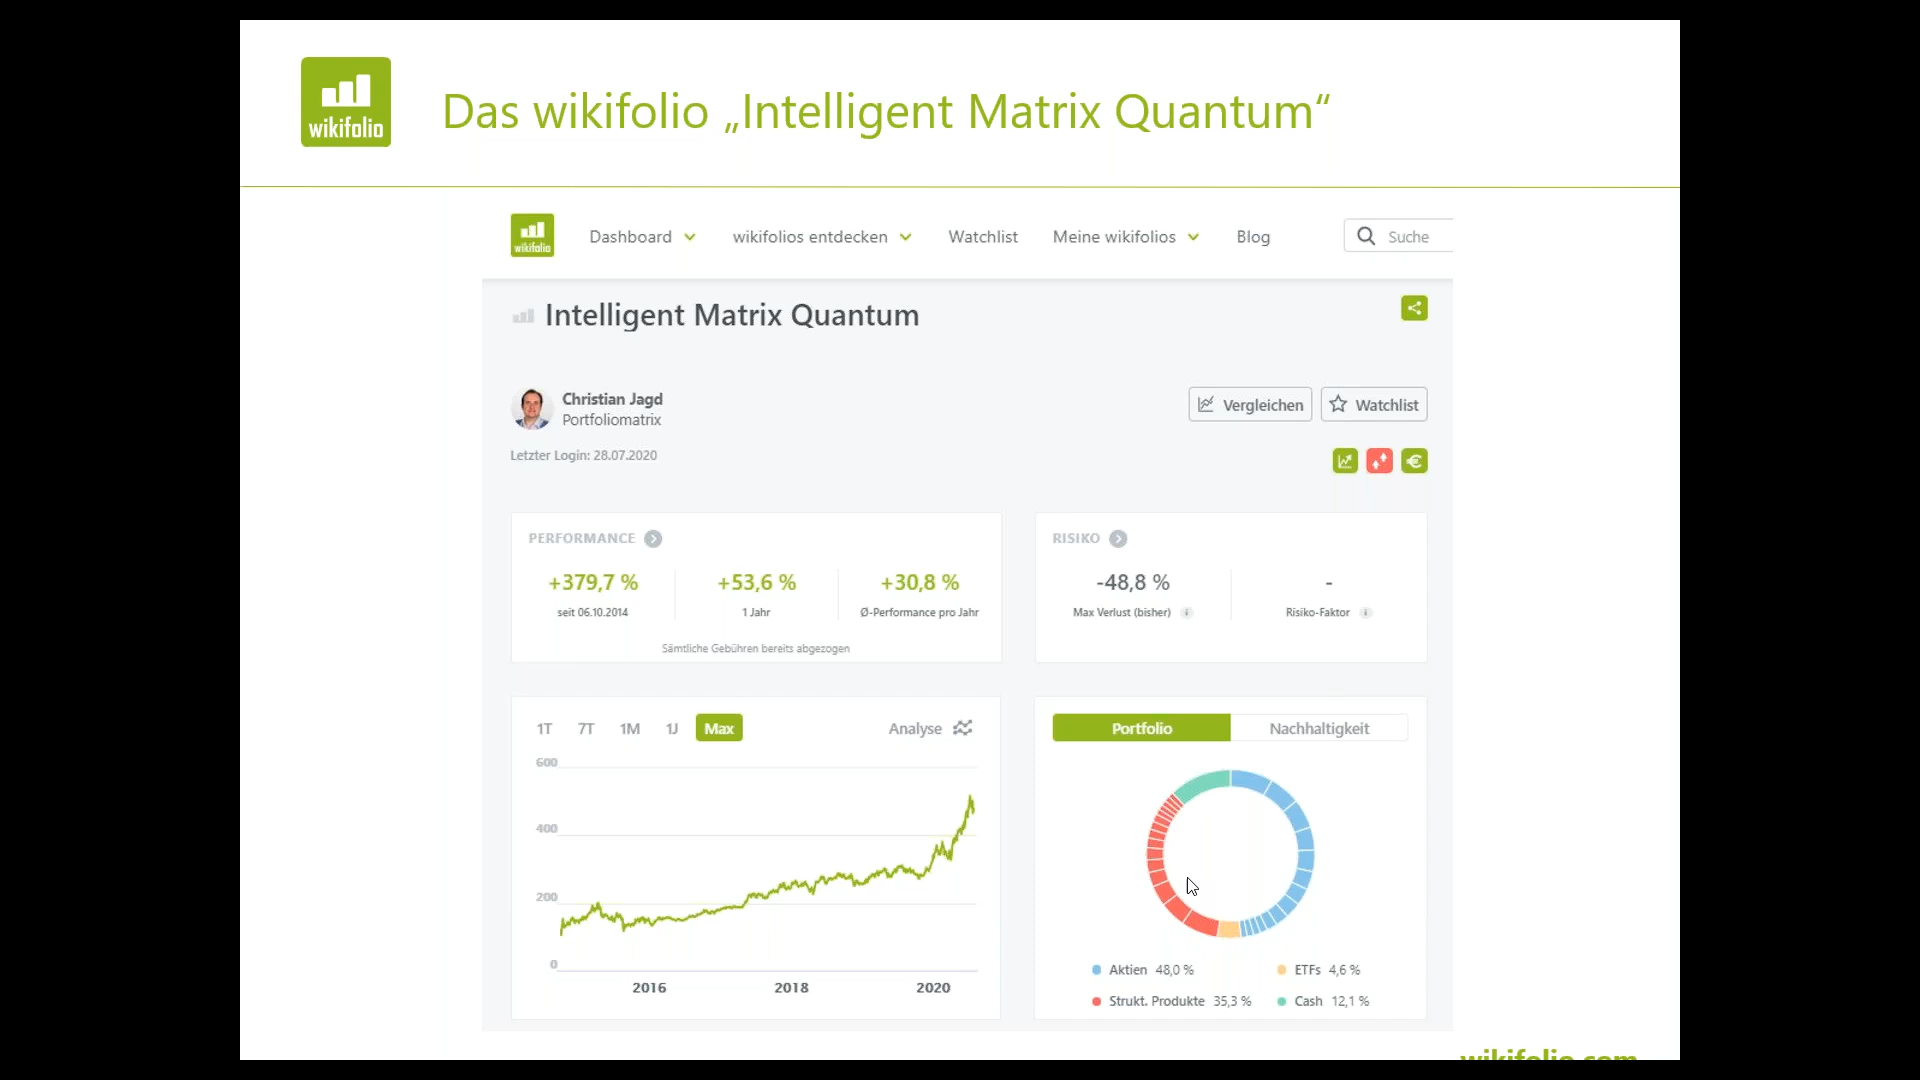 wikifolio
Das wikifolio „Intelligent Matrix Quantum“
wikifolio
Dashboard wikifolios entdecken Watchlist Meine wikifolios Blog Suche
Intelligent Matrix Quantum
Christian Jagd
Portfoliomatrix
Vergleichen Watchlist
Letzter Login: 28.07.2020
PERFORMANCE
+379,7 % +53,6 % +30,8 %
seit 06.10.2014 1 Jahr Ø-Performance pro Jahr
Sämtliche Gebühren bereits abgezogen
RISIKO
-48,8 % -
Max Verlust (bisher) i Risiko-Faktor i
1T 7T 1M 1J Max Analyse
600
400
200
0
2016 2018 2020
Portfolio Nachhaltigkeit
Aktien 48,0 % ETFs 4,6 %
Strukt. Produkte 35,3 % Cash 12,1 %
wikifolio.com